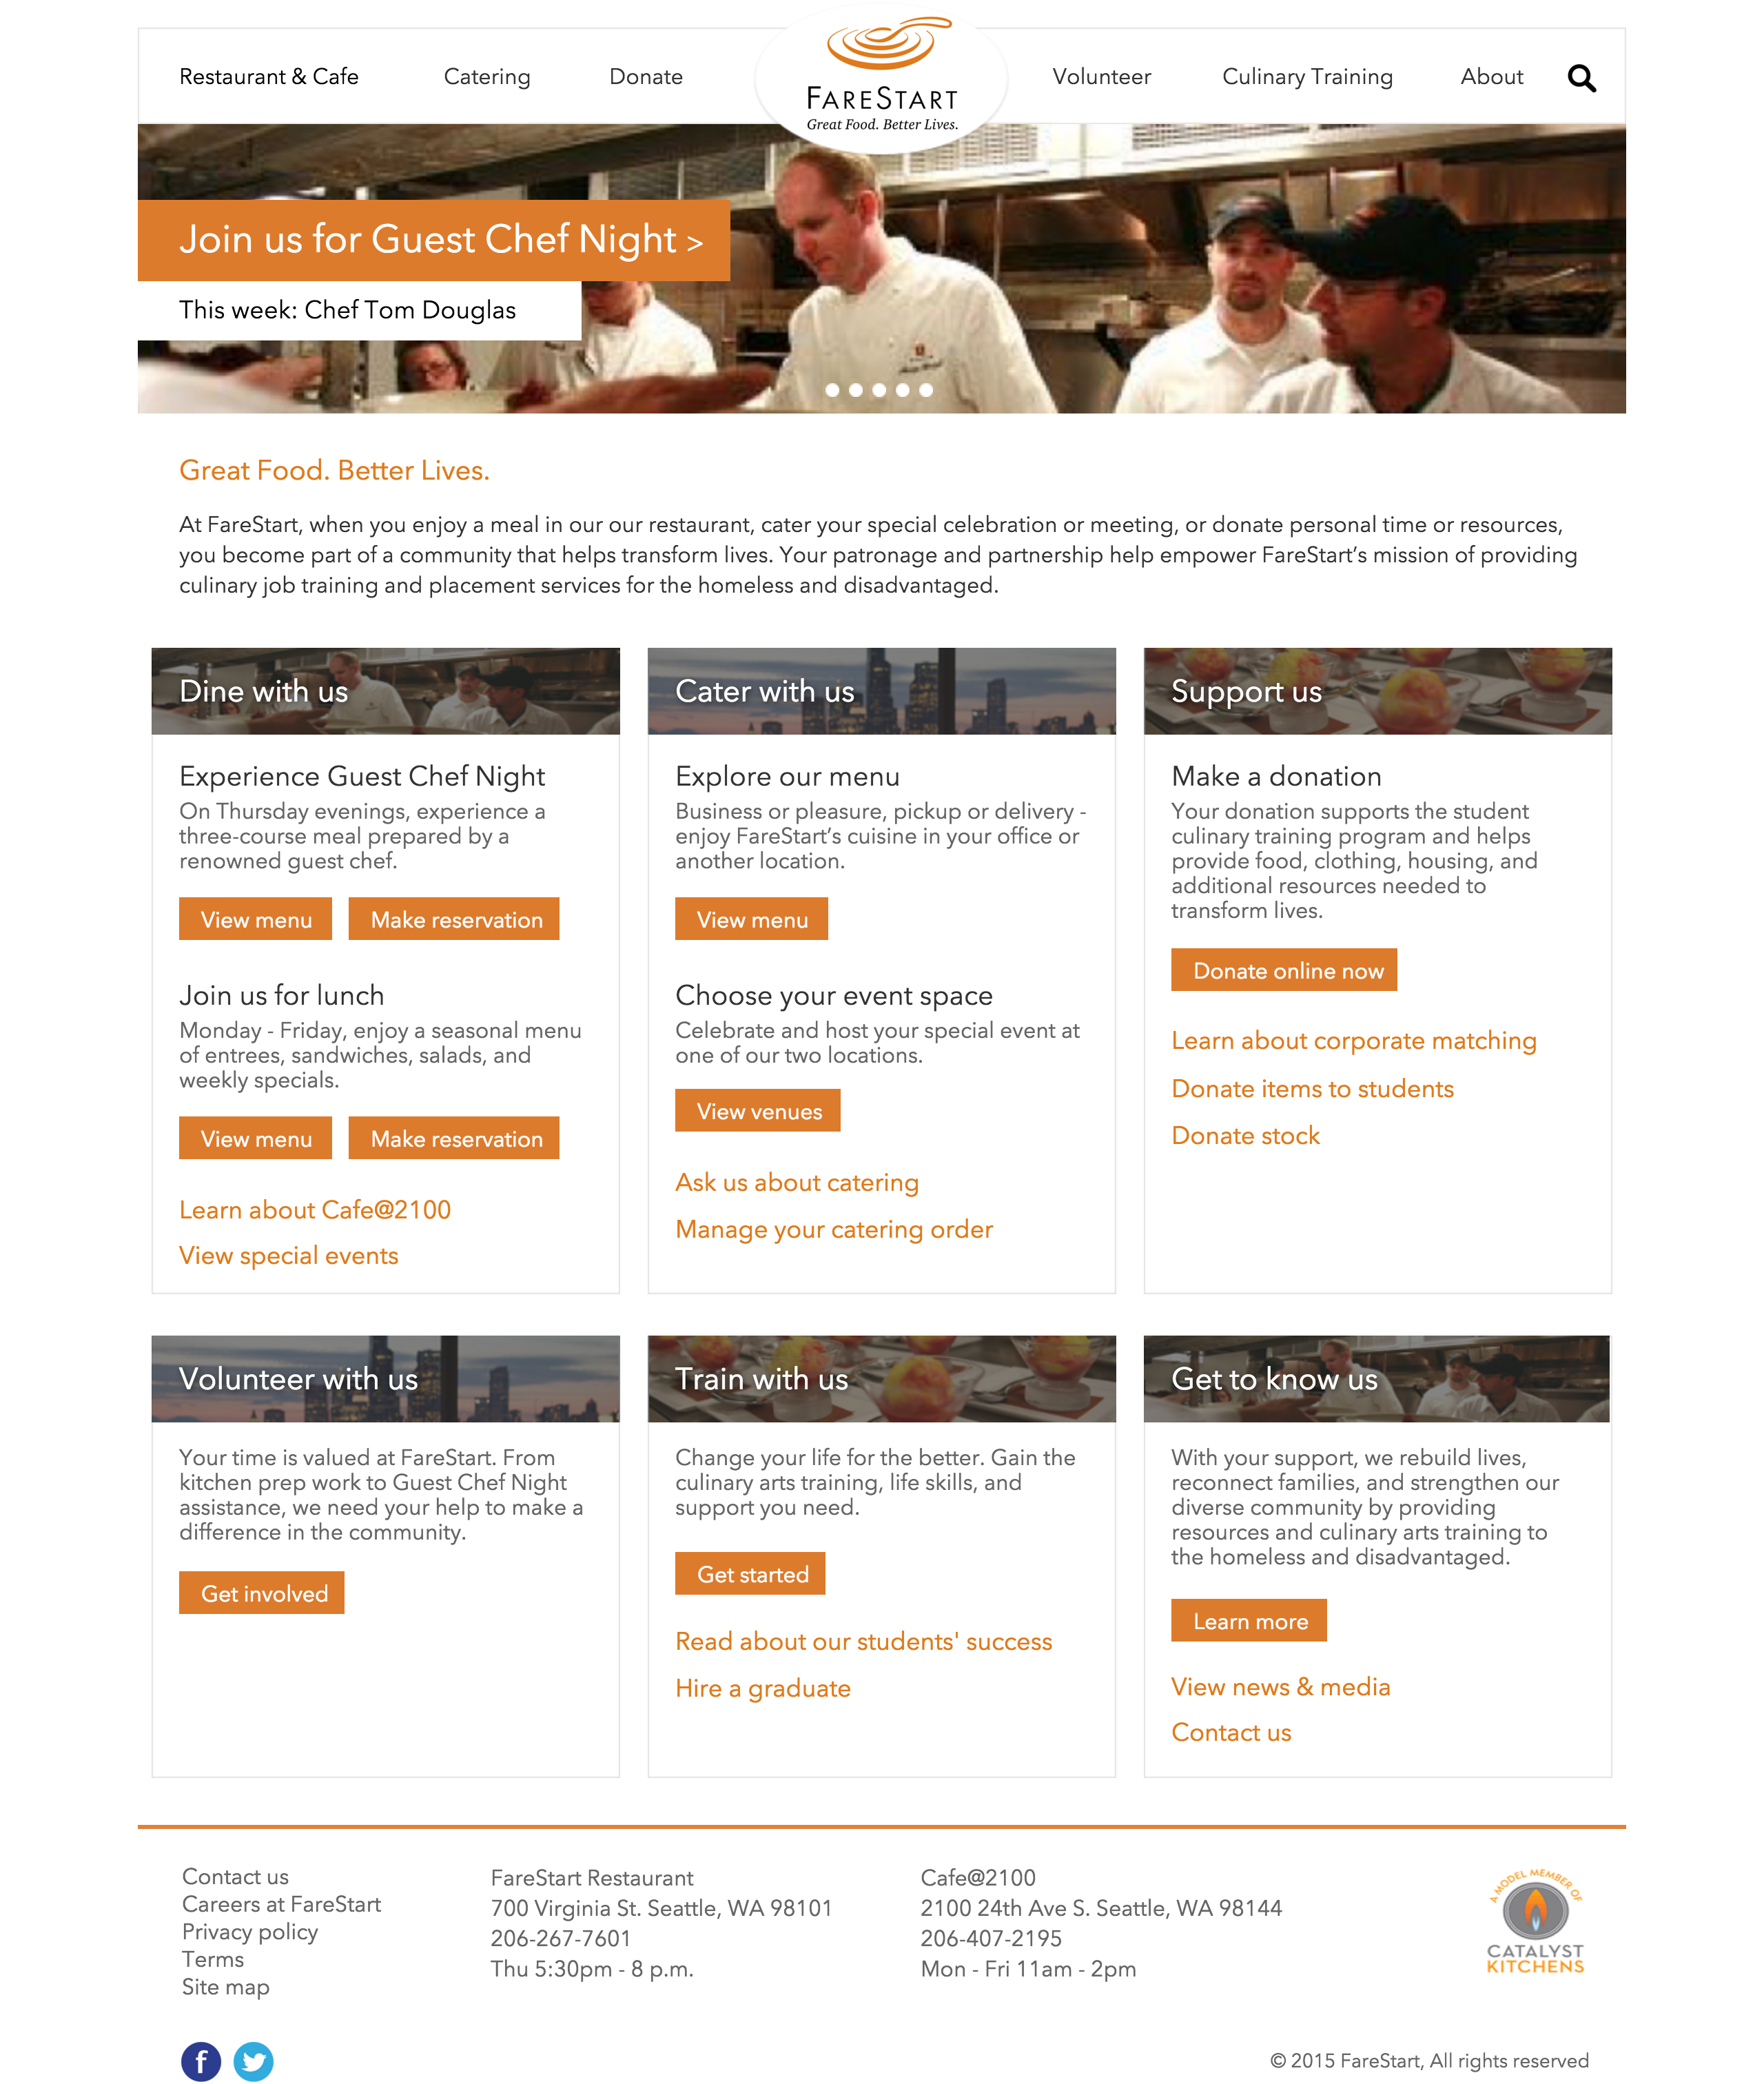 Restaurant & Cafe
Catering
Donate
FARESTART
Great Food. Better Lives.
Volunteer
Culinary Training
About
Join us for Guest Chef Night >
This week: Chef Tom Douglas
Great Food. Better Lives.
At FareStart, when you enjoy a meal in our our restaurant, cater your special celebration or meeting, or donate personal time or resources,
you become part of a community that helps transform lives. Your patronage and partnership help empower FareStart’s mission of providing
culinary job training and placement services for the homeless and disadvantaged.
Dine with us
Experience Guest Chef Night
On Thursday evenings, experience a
three-course meal prepared by a
renowned guest chef.
View menu
Make reservation
Join us for lunch
Monday - Friday, enjoy a seasonal menu
of entrees, sandwiches, salads, and
weekly specials.
View menu
Make reservation
Learn about Cafe@2100
View special events
Cater with us
Explore our menu
Business or pleasure, pickup or delivery -
enjoy FareStart’s cuisine in your office or
another location.
View menu
Choose your event space
Celebrate and host your special event at
one of our two locations.
View venues
Ask us about catering
Manage your catering order
Support us
Make a donation
Your donation supports the student
culinary training program and helps
provide food, clothing, housing, and
additional resources needed to
transform lives.
Donate online now
Learn about corporate matching
Donate items to students
Donate stock
Volunteer with us
Your time is valued at FareStart. From
kitchen prep work to Guest Chef Night
assistance, we need your help to make a
difference in the community.
Get involved
Train with us
Change your life for the better. Gain the
culinary arts training, life skills, and
support you need.
Get started
Read about our students' success
Hire a graduate
Get to know us
With your support, we rebuild lives,
reconnect families, and strengthen our
diverse community by providing
resources and culinary arts training to
the homeless and disadvantaged.
Learn more
View news & media
Contact us
Contact us
Careers at FareStart
Privacy policy
Terms
Site map
FareStart Restaurant
700 Virginia St. Seattle, WA 98101
206-267-7601
Thu 5:30pm - 8 p.m.
Cafe@2100
2100 24th Ave S. Seattle, WA 98144
206-407-2195
Mon - Fri 11am - 2pm
A MODEL MEMBER OF
CATALYST
KITCHENS
f
© 2015 FareStart, All rights reserved